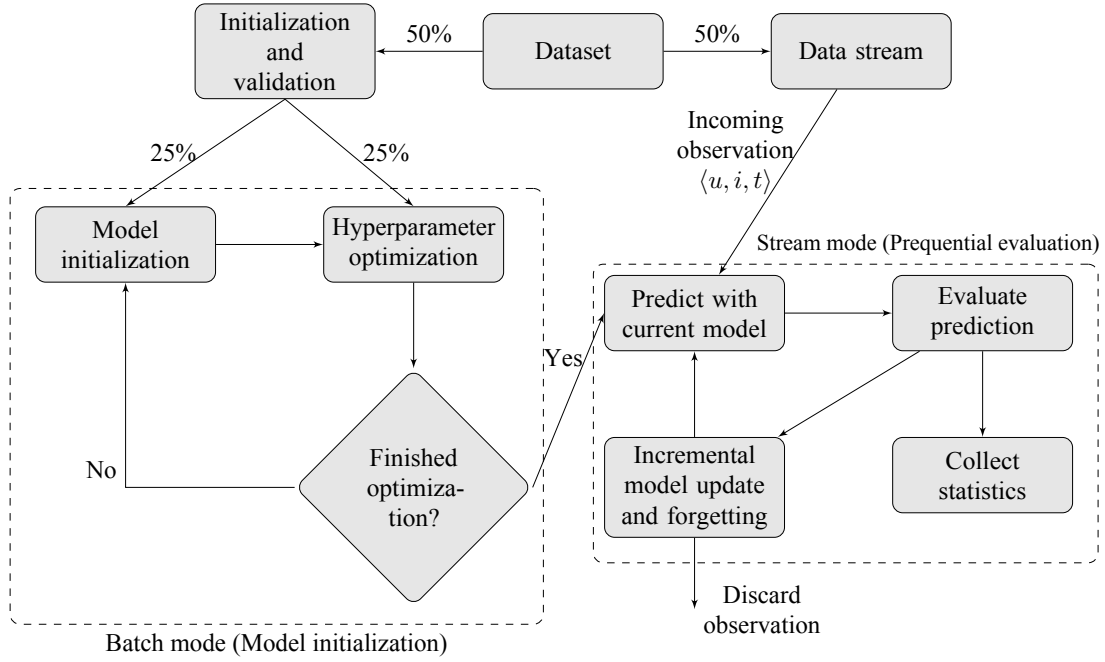 Initialization
and
validation
50%
Dataset
50%
Data stream
25%
25%
Incoming
observation
⟨u, i, t⟩
Model
initialization
Hyperparameter
optimization
Stream mode (Prequential evaluation)
Predict with
current model
Evaluate
prediction
Yes
No
Finished
optimiza-
tion?
Incremental
model update
and forgetting
Collect
statistics
Discard
observation
Batch mode (Model initialization)